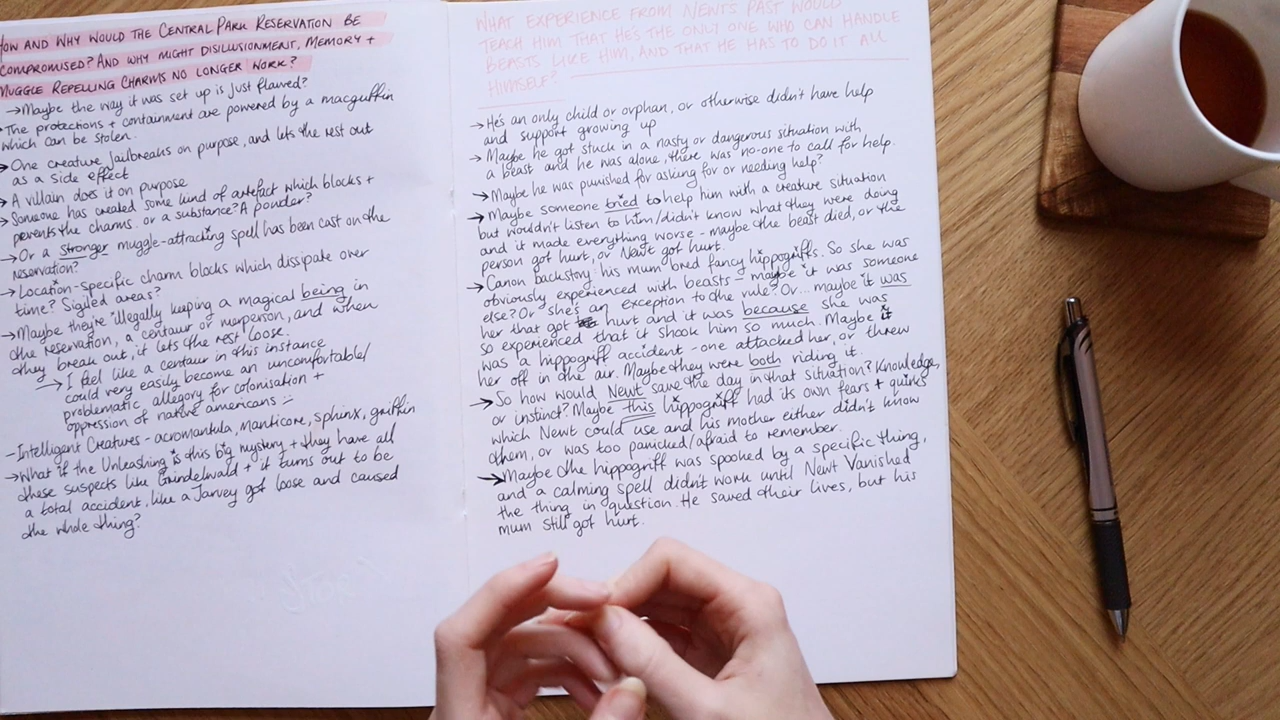 HOW AND WHY WOULD THE CENTRAL PARK RESERVATION BE
COMPROMISED? AND WHY MIGHT DISILLUSIONMENT, MEMORY +
MUGGLE REPELLING CHARMS NO LONGER WORK?
→ Maybe the way it was set up is just flawed?
• The protections + containment are powered by a macguffin
which can be stolen.
→ One creature jailbreaks on purpose, and lets the rest out
as a side effect
→ A villain does it on purpose
→ Someone has created some kind of artefact which blocks +
prevents the charms. or a substance? A powder?
→ Or a stronger muggle-attracting spell has been cast on the
reservation?
→ Location-specific charm blocks which dissipate over
time? Sigiled areas?
→ Maybe they're illegally keeping a magical being in
the reservation, a centaur or merperson, and when
they break out, it lets the rest loose.
→ I feel like a centaur in this instance
could very easily become an uncomfortable/
problematic allegory for colonisation +
oppression of native americans
- Intelligent Creatures - acromantula, Manticore, sphinx, griffin
→ What if the Unleashing is this big mystery + they have all
these suspects like Grindelwald + it turns out to be
a total accident, like a Jarvey got loose and caused
the whole thing?
WHAT EXPERIENCE FROM NEWT'S PAST WOULD
TEACH HIM THAT HE'S THE ONLY ONE WHO CAN HANDLE
BEASTS LIKE HIM, AND THAT HE HAS TO DO IT ALL
HIMSELF?
→ He's an only child or orphan, or otherwise didn't have help
and support growing up
→ Maybe he got stuck in a nasty or dangerous situation with
a beast and he was alone, there was no-one to call for help.
→ Maybe he was punished for asking for or needing help?
→ Maybe someone tried to help him with a creature situation
but wouldn't listen to him/didn't know what they were doing
and it made everything worse - maybe the beast died, or the
person got hurt, or Newt got hurt.
→ Canon backstory: his mum bred fancy hippogriffs. So she was
obviously experienced with beasts - maybe it was someone
else? Or she's an exception to the rule? Or... maybe it was
her that got hurt and it was because she was
so experienced that it shook him so much. Maybe it
was a hippogriff accident - one attacked her, or threw
her off in the air. Maybe they were both riding it.
→ So how would Newt save the day in that situation? Knowledge,
or instinct? Maybe this hippogriff had its own fears + quirks
which Newt could use and his mother either didn't know
them, or was too panicked/afraid to remember.
→ Maybe the hippogriff was spooked by a specific thing,
and a calming spell didn't work until Newt Vanished
the thing in question. He saved their lives, but his
mum still got hurt.